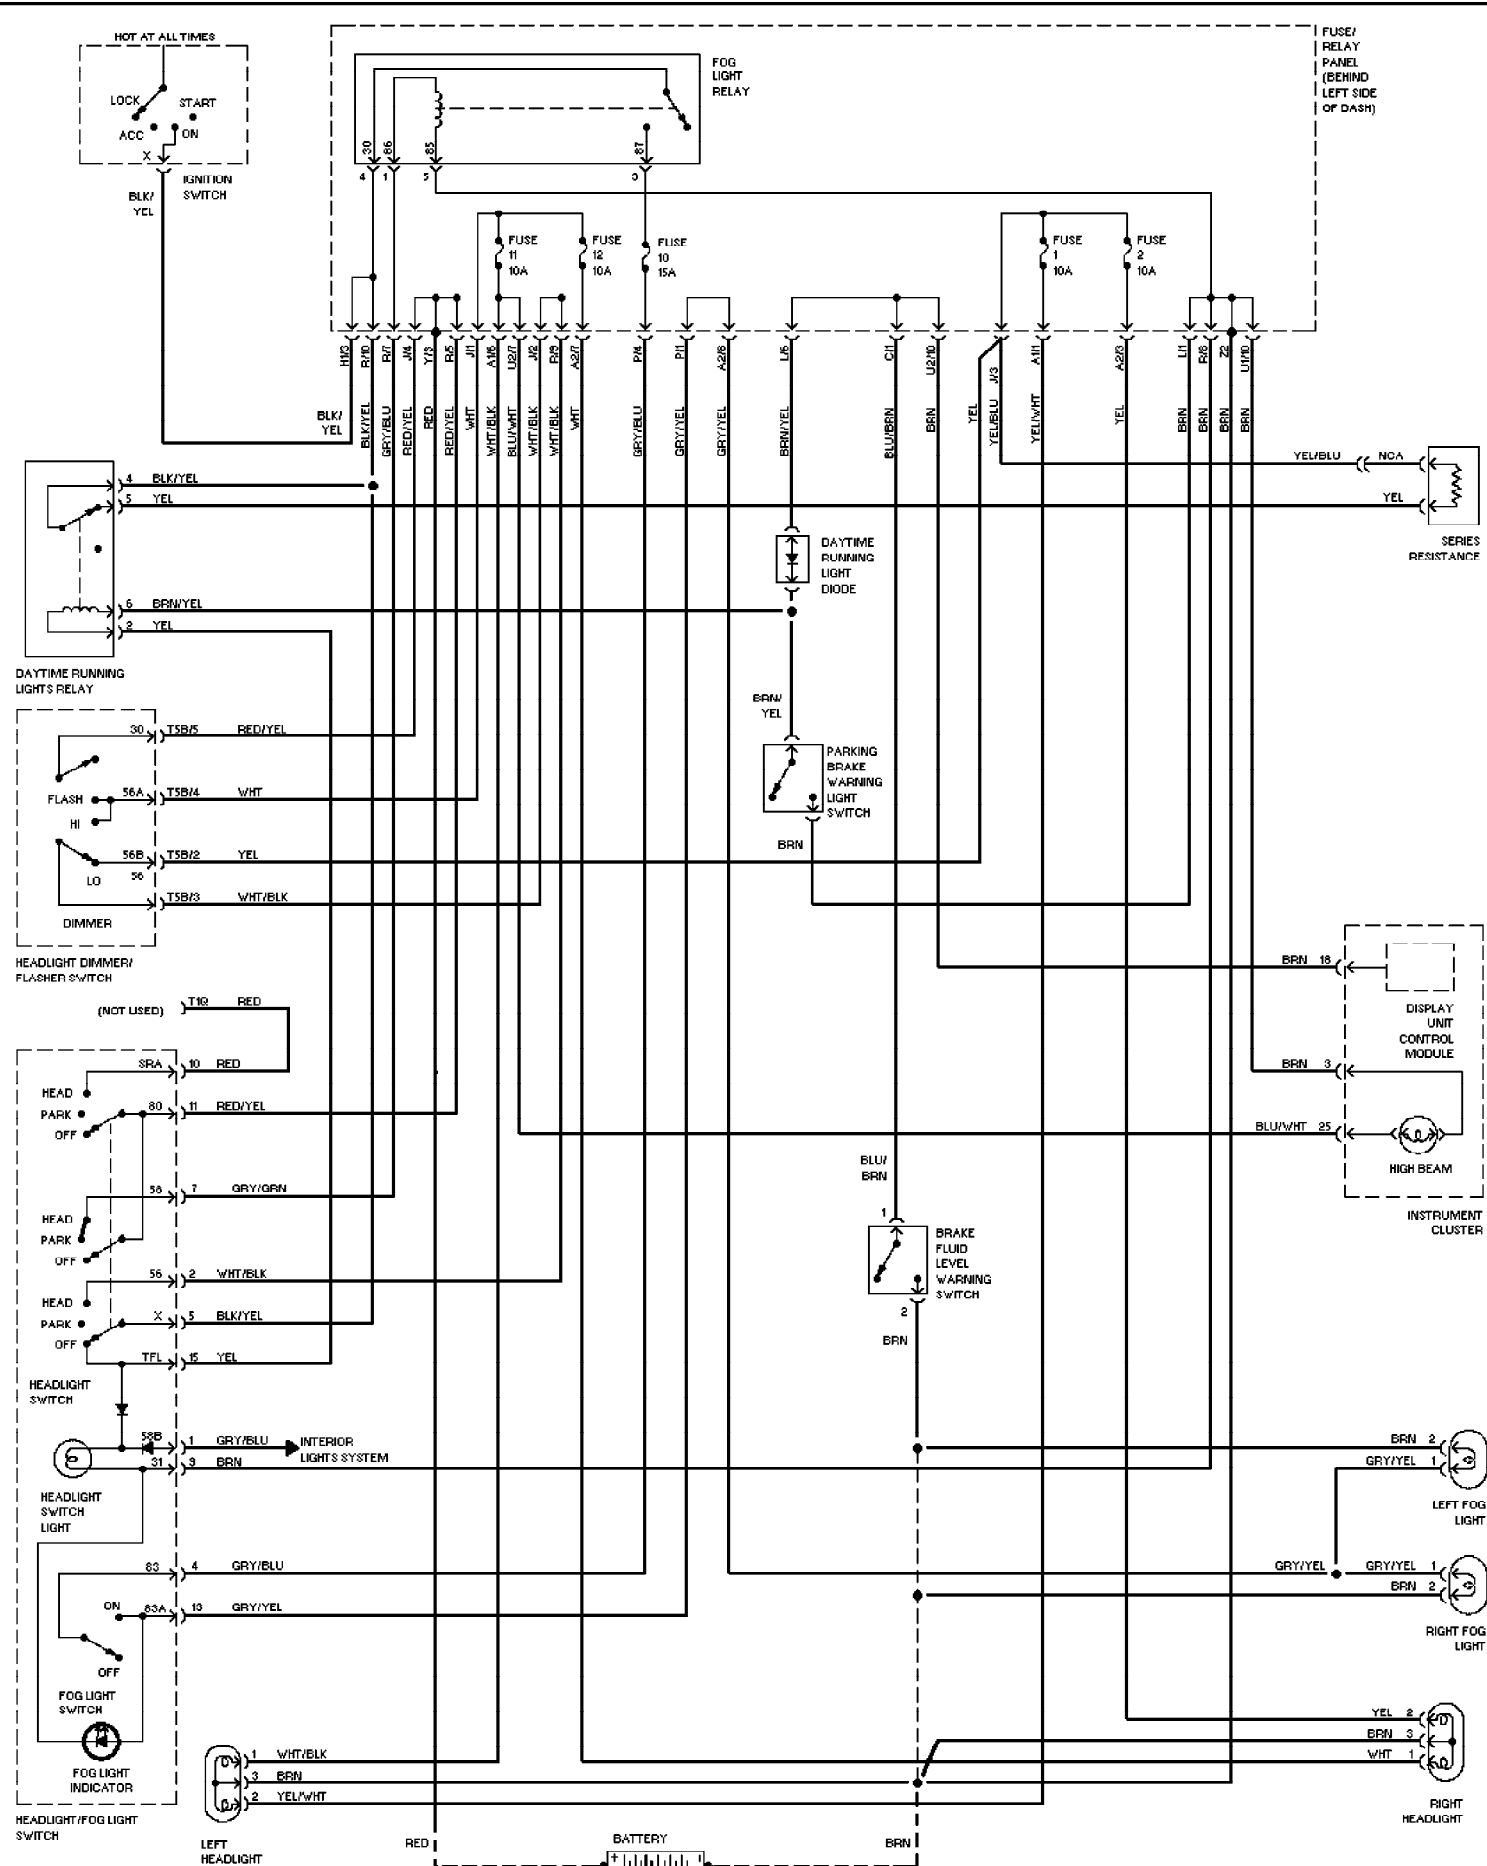 HOT AT ALL TIMES
LOCK
START
ACC
ON
X
IGNITION
SWITCH
BLK/
YEL
FUSE/
RELAY
PANEL
(BEHIND
LEFT SIDE
OF DASH)
FOG
LIGHT
RELAY
30
86
85
87
4
1
5
3
FUSE
11
10A
FUSE
12
10A
FUSE
10
15A
FUSE
1
10A
FUSE
2
10A
H1/3
R/10
R/7
J/4
Y/3
R/5
J/1
A1/6
U2/7
J/2
R/9
A2/7
P/4
P/1
A2/6
L/6
C/1
U2/10
J/3
A1/1
A2/3
L/1
R/8
Z2
U1/10
BLK/
YEL
BLK/YEL
GRY/BLU
RED/YEL
RED
RED/YEL
WHT
WHT/BLK
BLU/WHT
WHT/BLK
WHT/BLK
WHT
GRY/BLU
GRY/YEL
GRY/YEL
BRN/YEL
BLU/BRN
BRN
YEL
YEL/BLU
YEL/WHT
YEL
BRN
BRN
BRN
BRN
YEL/BLU
NCA
YEL
SERIES
RESISTANCE
4
BLK/YEL
5
YEL
6
BRN/YEL
2
YEL
DAYTIME RUNNING
LIGHTS RELAY
DAYTIME
RUNNING
LIGHT
DIODE
BRN/
YEL
PARKING
BRAKE
WARNING
LIGHT
SWITCH
BRN
30
T5B/5
RED/YEL
FLASH
56A
T5B/4
WHT
HI
56B
T5B/2
YEL
LO
56
T5B/3
WHT/BLK
DIMMER
HEADLIGHT DIMMER/
FLASHER SWITCH
(NOT USED)
T1Q
RED
SRA
10
RED
HEAD
PARK
OFF
80
11
RED/YEL
58
7
GRY/GRN
HEAD
PARK
OFF
56
2
WHT/BLK
HEAD
PARK
OFF
X
5
BLK/YEL
TFL
15
YEL
HEADLIGHT
SWITCH
58B
1
GRY/BLU
INTERIOR
LIGHTS SYSTEM
31
9
BRN
HEADLIGHT
SWITCH
LIGHT
83
4
GRY/BLU
ON
83A
13
GRY/YEL
OFF
FOG LIGHT
SWITCH
FOG LIGHT
INDICATOR
HEADLIGHT/FOG LIGHT
SWITCH
BRN
18
DISPLAY
UNIT
CONTROL
MODULE
BRN
3
BLU/WHT
25
HIGH BEAM
INSTRUMENT
CLUSTER
BLU/
BRN
1
BRAKE
FLUID
LEVEL
WARNING
SWITCH
2
BRN
BRN
2
GRY/YEL
1
LEFT FOG
LIGHT
GRY/YEL
GRY/YEL
1
BRN
2
RIGHT FOG
LIGHT
YEL
2
BRN
3
WHT
1
RIGHT
HEADLIGHT
1
WHT/BLK
3
BRN
2
YEL/WHT
LEFT
HEADLIGHT
RED
BATTERY
+
BRN